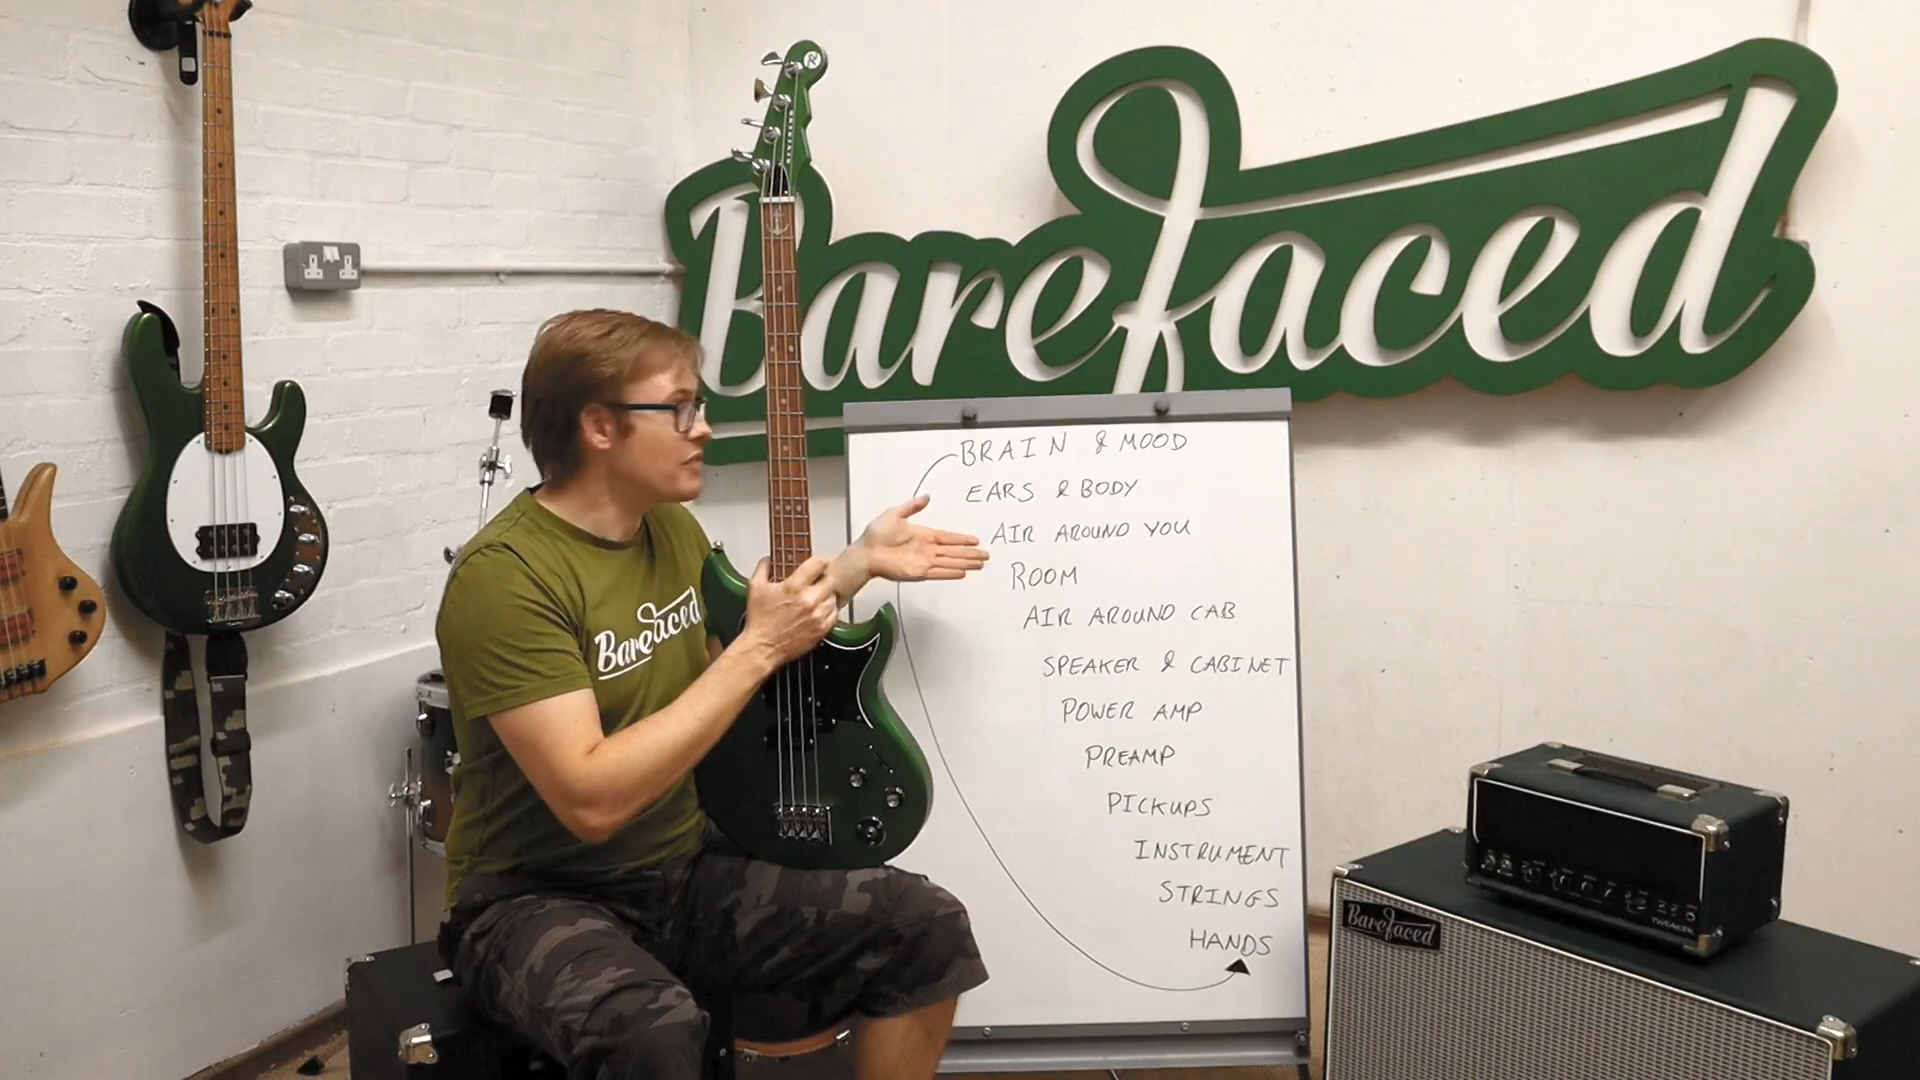 R
Barefaced
BRAIN & MOOD
EARS & BODY
AIR AROUND YOU
ROOM
AIR AROUND CAB
SPEAKER & CABINET
POWER AMP
PREAMP
PICKUPS
INSTRUMENT
STRINGS
HANDS
Barefaced
Barefaced
TWEAKER